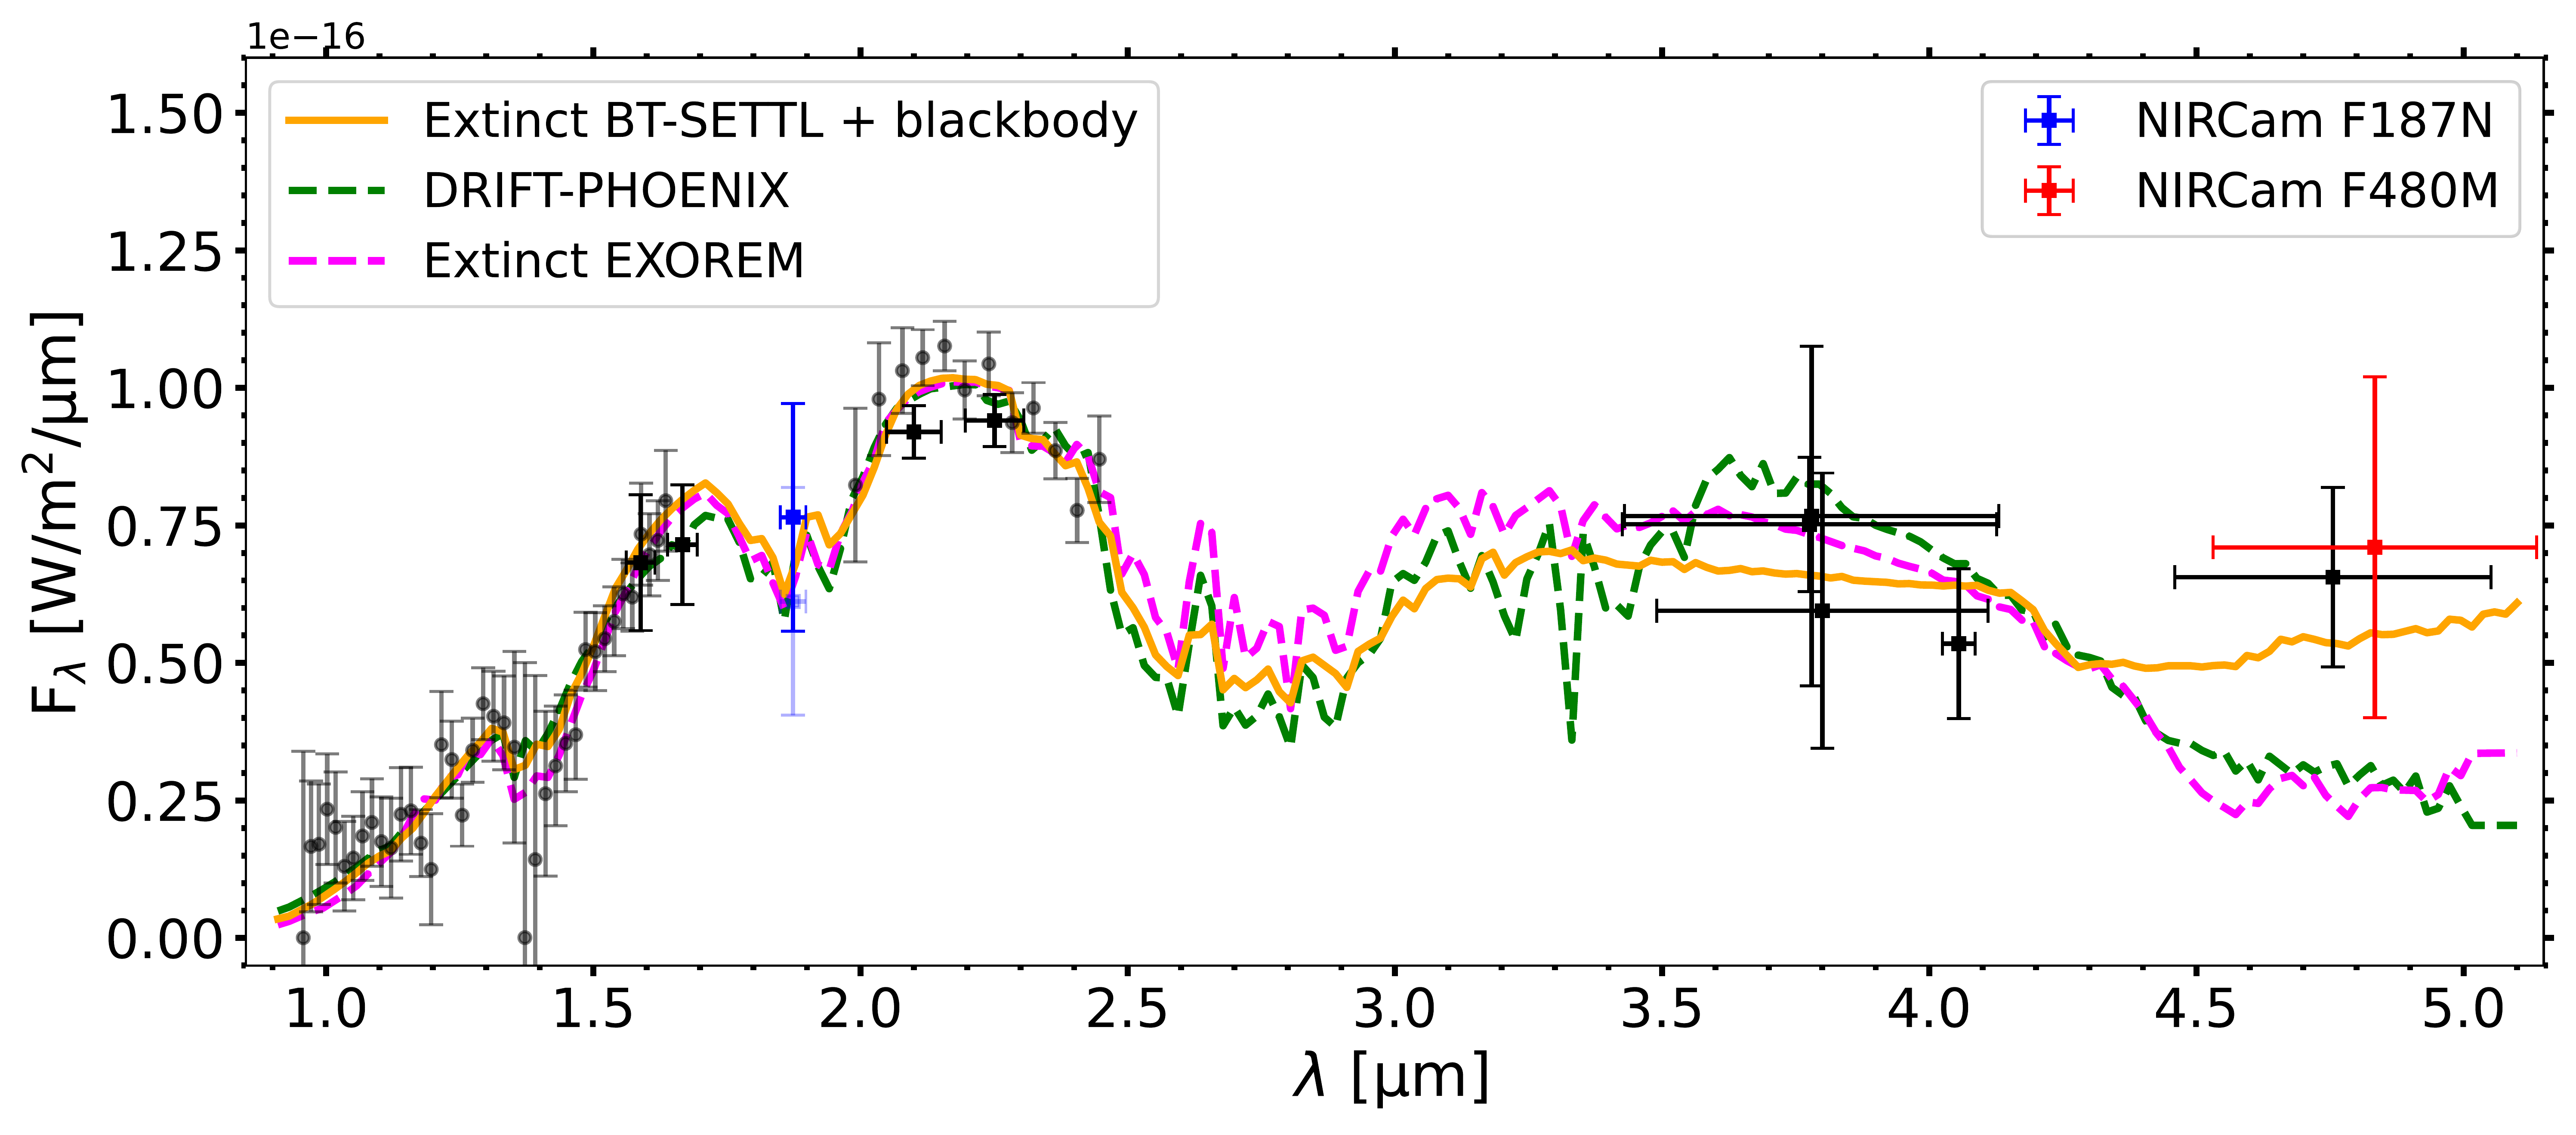 1e−16
Extinct BT-SETTL + blackbody
DRIFT-PHOENIX
Extinct EXOREM
NIRCam F187N
NIRCam F480M
1.50
1.25
1.00
0.75
0.50
0.25
0.00
F_λ [W/m²/μm]
1.0 1.5 2.0 2.5 3.0 3.5 4.0 4.5 5.0
λ [μm]